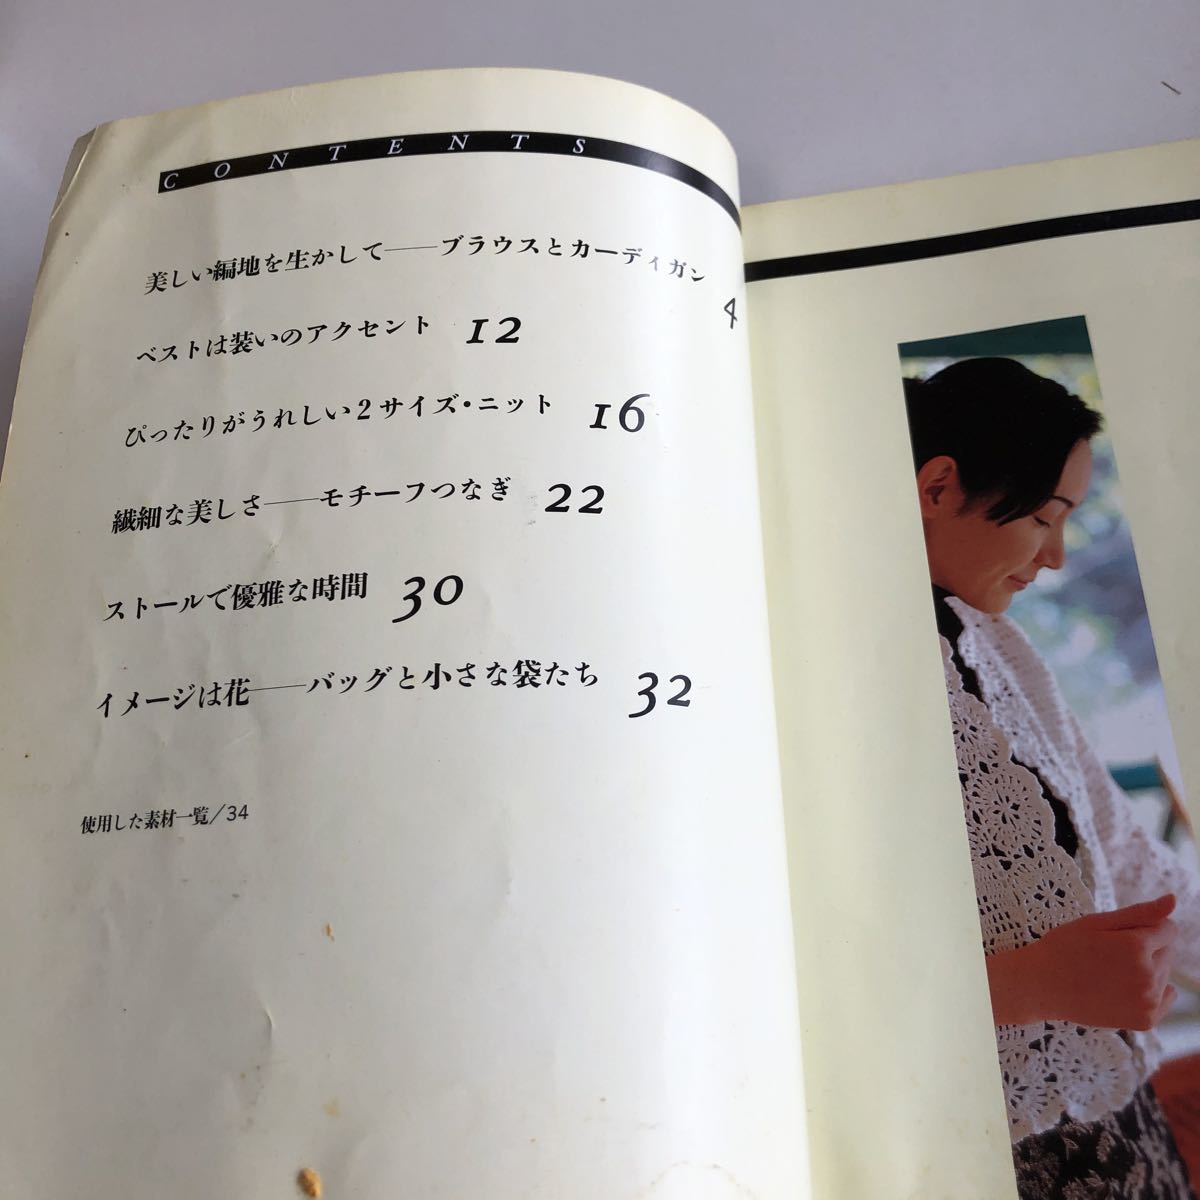 CONTENTS
美しい編地を生かして――ブラウスとカーディガン 4
ベストは装いのアクセント 12
ぴったりがうれしい2サイズ・ニット 16
繊細な美しさ――モチーフつなぎ 22
ストールで優雅な時間 30
イメージは花――バッグと小さな袋たち 32
使用した素材一覧/34